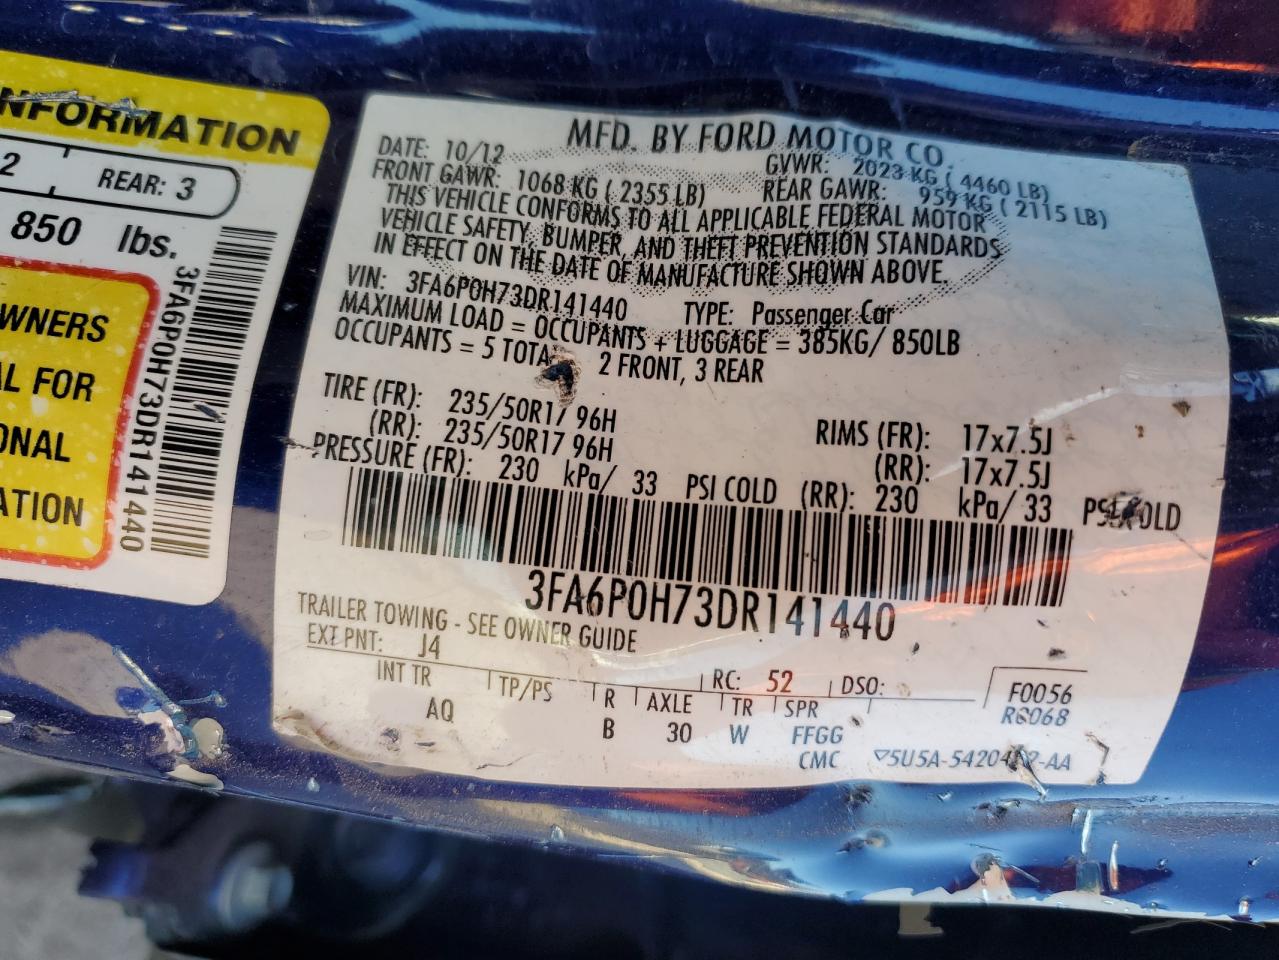 NFORMATION
2 REAR: 3
850 lbs.
WNERS
L FOR
ONAL
ATION
3FA6P0H73DR141440
MFD. BY FORD MOTOR CO.
DATE: 10/12 GVWR: 2023 KG ( 4460 LB)
FRONT GAWR: 1068 KG ( 2355 LB) REAR GAWR: 959 KG ( 2115 LB)
THIS VEHICLE CONFORMS TO ALL APPLICABLE FEDERAL MOTOR
VEHICLE SAFETY, BUMPER, AND THEFT PREVENTION STANDARDS
IN EFFECT ON THE DATE OF MANUFACTURE SHOWN ABOVE.
VIN: 3FA6P0H73DR141440 TYPE: Passenger Car
MAXIMUM LOAD = OCCUPANTS + LUGGAGE = 385KG/ 850LB
OCCUPANTS = 5 TOTA 2 FRONT, 3 REAR
TIRE (FR): 235/50R17 96H RIMS (FR): 17x7.5J
(RR): 235/50R17 96H (RR): 17x7.5J
PRESSURE (FR): 230 kPa/ 33 PSI COLD (RR): 230 kPa/ 33 PSI COLD
3FA6P0H73DR141440
TRAILER TOWING - SEE OWNER GUIDE
EXT PNT: J4 RC: 52 DSO: F0056
INT TR TP/PS R AXLE TR SPR R0068
AQ B 30 W FFGG
CMC